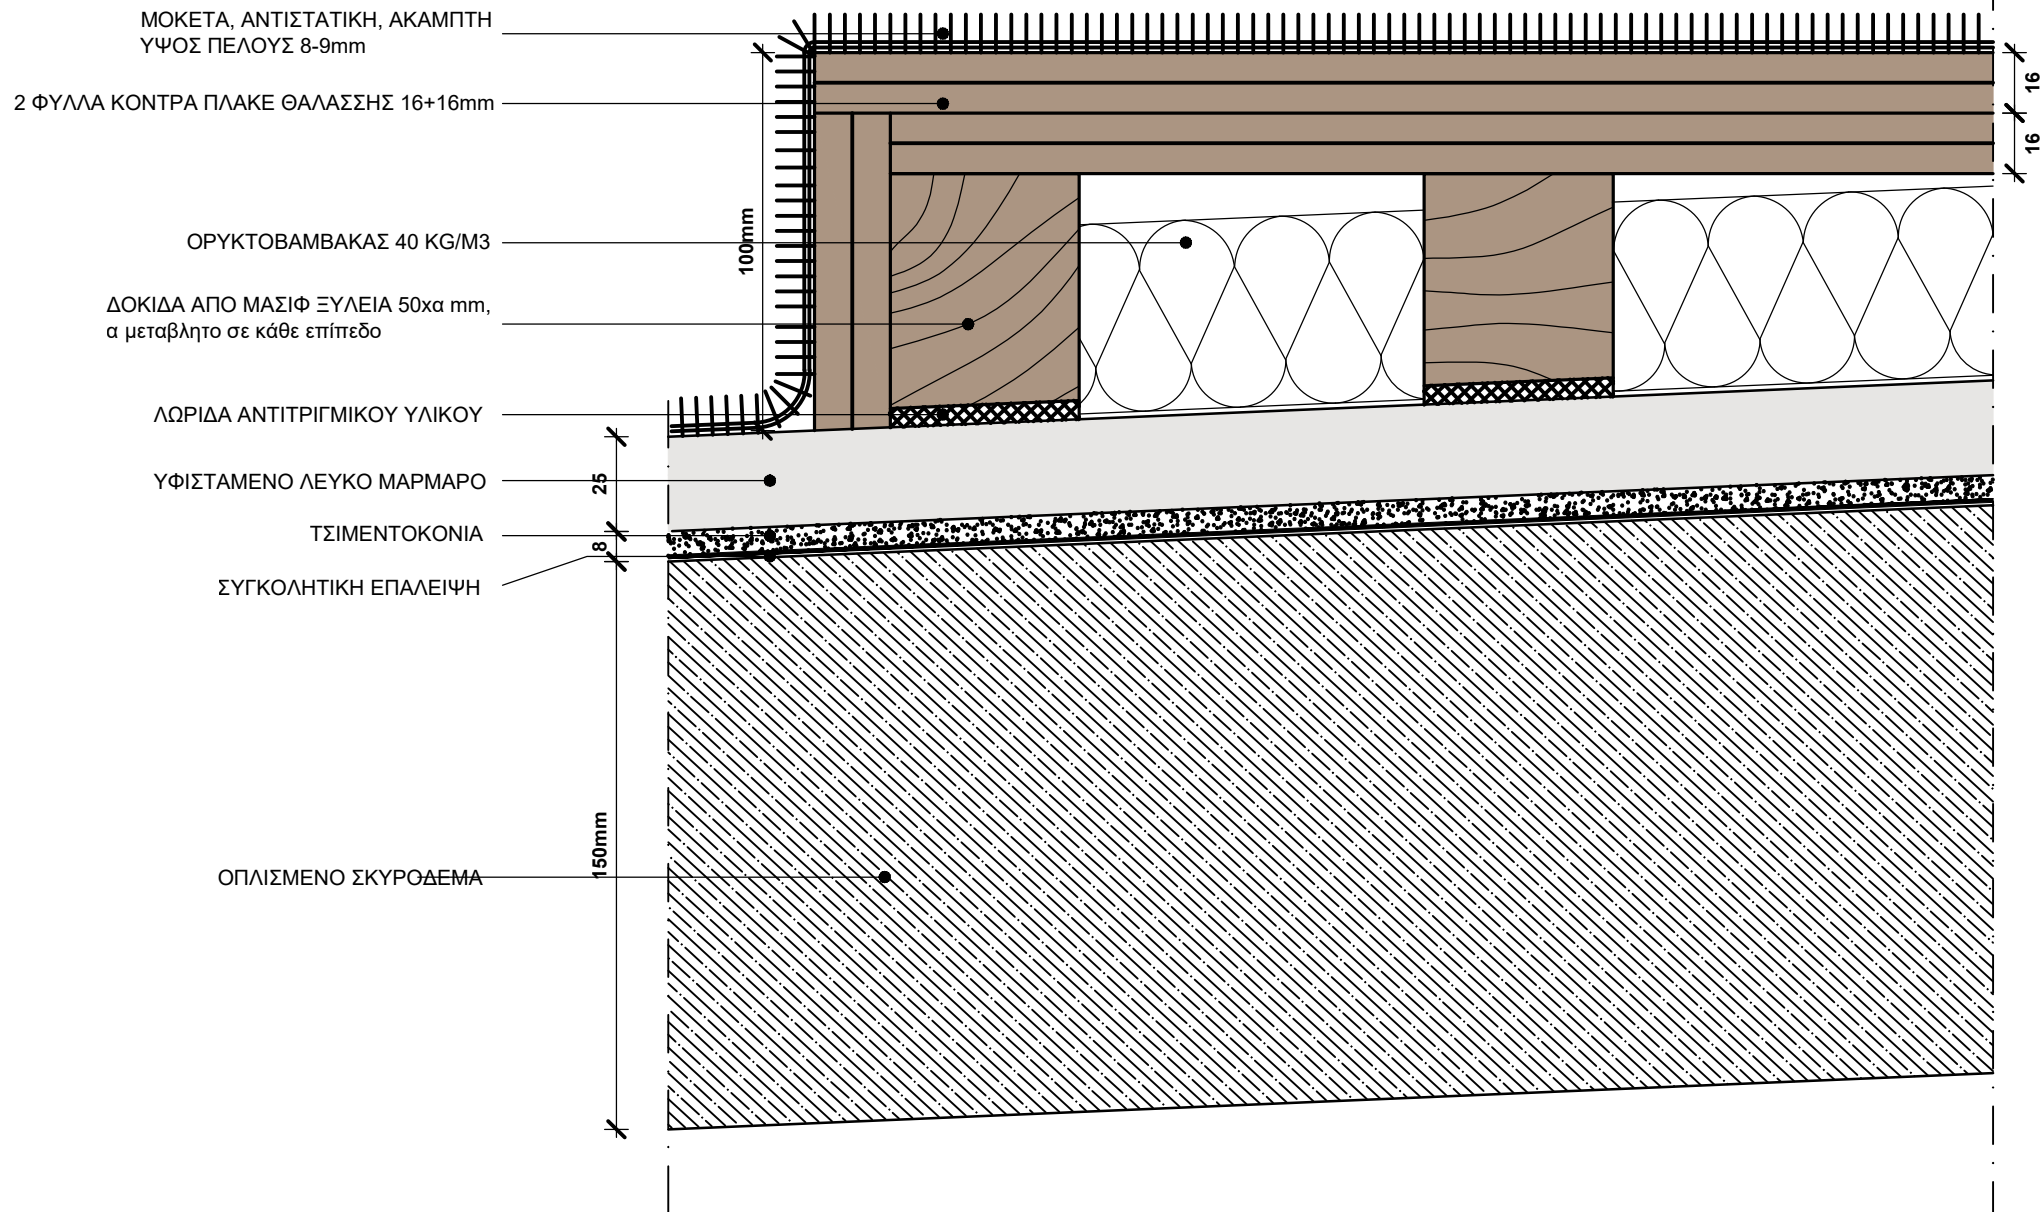 ΜΟΚΕΤΑ, ΑΝΤΙΣΤΑΤΙΚΗ, ΑΚΑΜΠΤΗ
ΥΨΟΣ ΠΕΛΟΥΣ 8-9mm
2 ΦΥΛΛΑ ΚΟΝΤΡΑ ΠΛΑΚΕ ΘΑΛΑΣΣΗΣ 16+16mm
16
16
100mm
ΟΡΥΚΤΟΒΑΜΒΑΚΑΣ 40 KG/M3
ΔΟΚΙΔΑ ΑΠΟ ΜΑΣΙΦ ΞΥΛΕΙΑ 50xα mm,
α μεταβλητο σε κάθε επίπεδο
ΛΩΡΙΔΑ ΑΝΤΙΤΡΙΓΜΙΚΟΥ ΥΛΙΚΟΥ
ΥΦΙΣΤΑΜΕΝΟ ΛΕΥΚΟ ΜΑΡΜΑΡΟ
25
ΤΣΙΜΕΝΤΟΚΟΝΙΑ
8
ΣΥΓΚΟΛΗΤΙΚΗ ΕΠΑΛΕΙΨΗ
150mm
ΟΠΛΙΣΜΕΝΟ ΣΚΥΡΟΔΕΜΑ